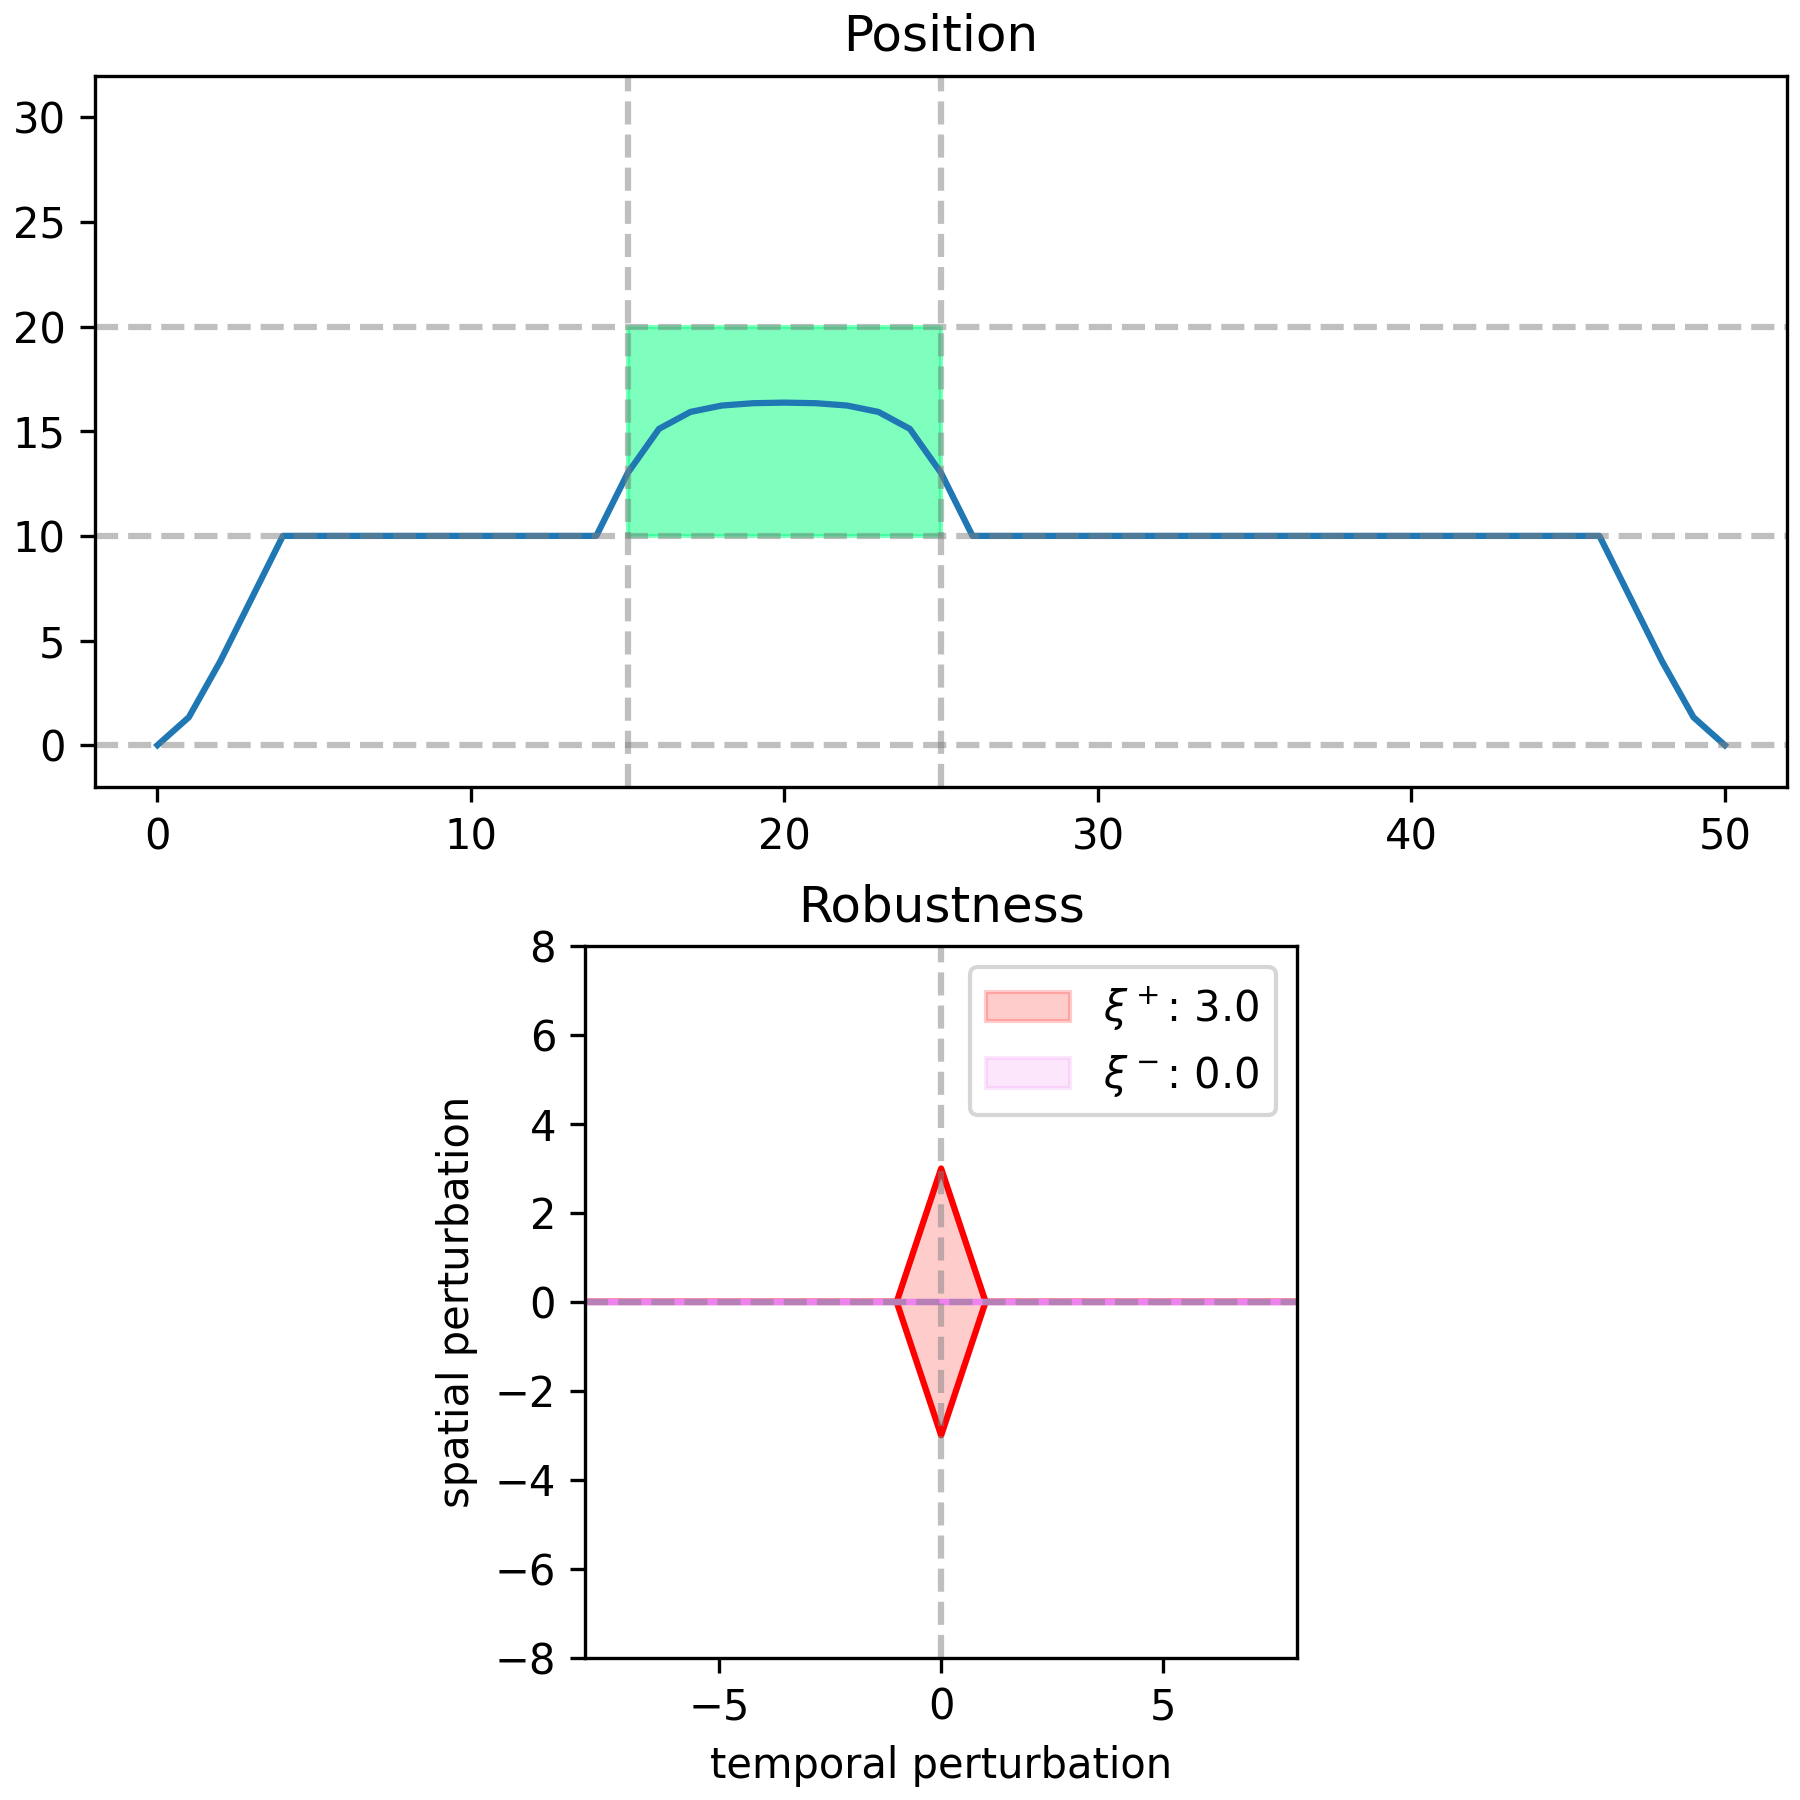 Position
30
25
20
15
10
5
0
0 10 20 30 40 50
Robustness
8
6
4
2
0
−2
−4
−6
−8
ξ⁺: 3.0
ξ⁻: 0.0
spatial perturbation
−5 0 5
temporal perturbation